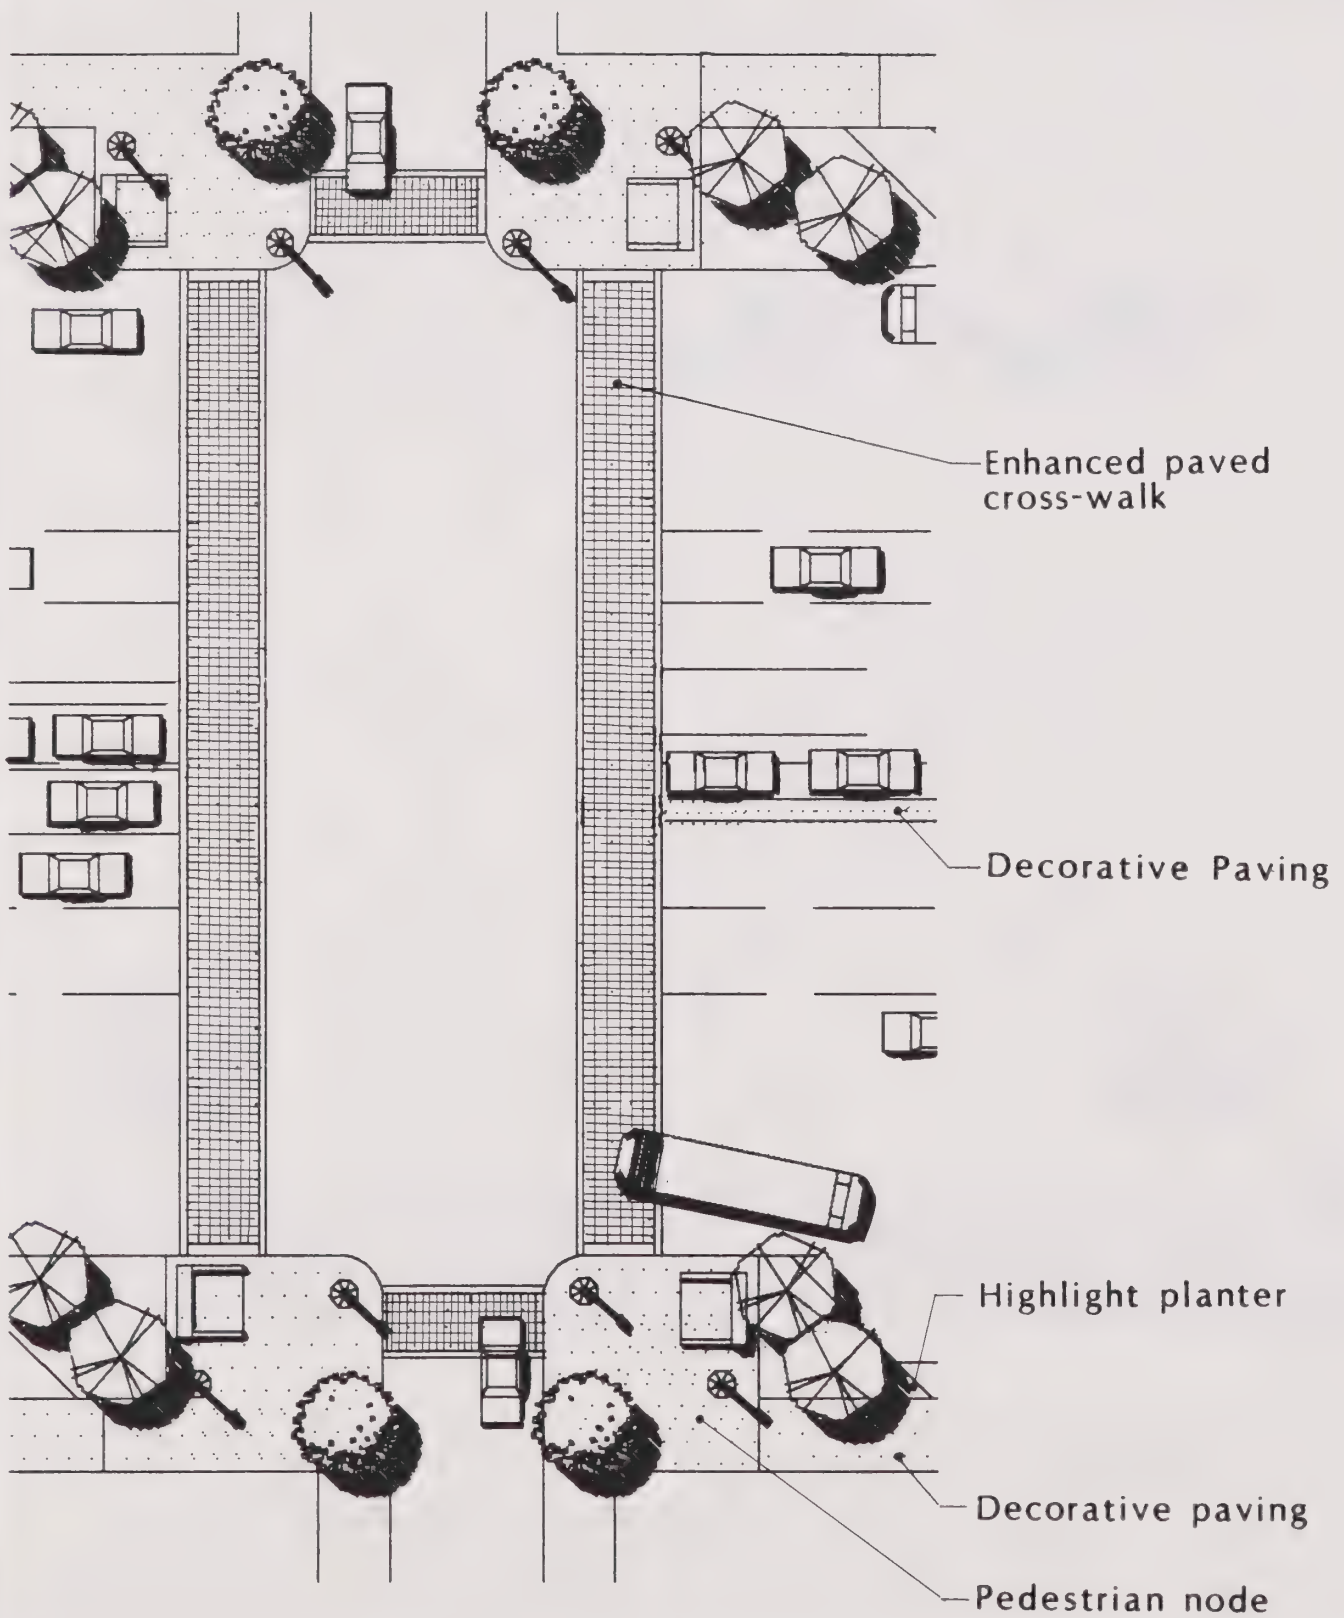 Enhanced paved
cross-walk
Decorative Paving
Highlight planter
Decorative paving
Pedestrian node